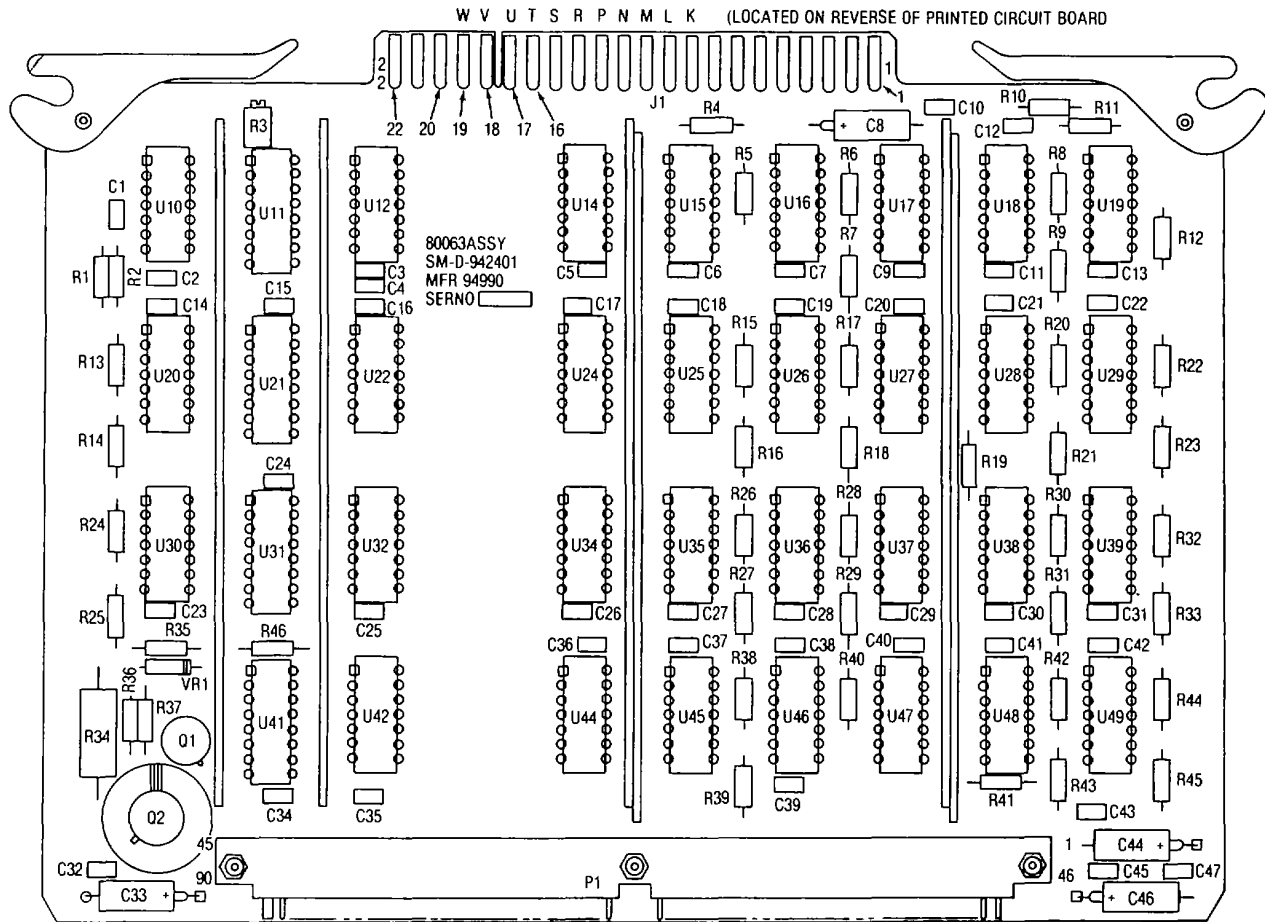 W V U T S R P N M L K (LOCATED ON REVERSE OF PRINTED CIRCUIT BOARD
2 1
2
J1
22 20 19 18 17 16 1
R3 R4 C8 + C10 R10 R11 C12
C1 U10 U11 U12 U14 U15 R5 U16 R6 U17 U18 R8 U19 R12
R7 R9
80063ASSY
SM-D-942401
MFR 94990
SERNO
R1 R2 C2 C3 C4 C5 C6 C7 C9 C11 C13
C14 C15 C16 C17 C18 C19 C20 C21 C22
R15 R17 R20
R13 U20 U21 U22 U24 U25 U26 U27 U28 U29 R22
R14 C24 R16 R18 R19 R21 R23
R26 R28 R30
R24 U30 U31 U32 U34 U35 U36 U37 U38 U39 R32
R27 R29 R31
R25 C23 C25 C26 C27 C28 C29 C30 C31 R33
R35 R46 C36 C37 C38 C40 C41 C42
VR1 R36 R37 R38 R40 R42
R34 Q1 U41 U42 U44 U45 U46 U47 U48 U49 R44
Q2 C34 C35 R39 C39 R41 R43 R45
C43
45 1 C44 +
C32 90 P1 46 C45 C47
C33 + + C46